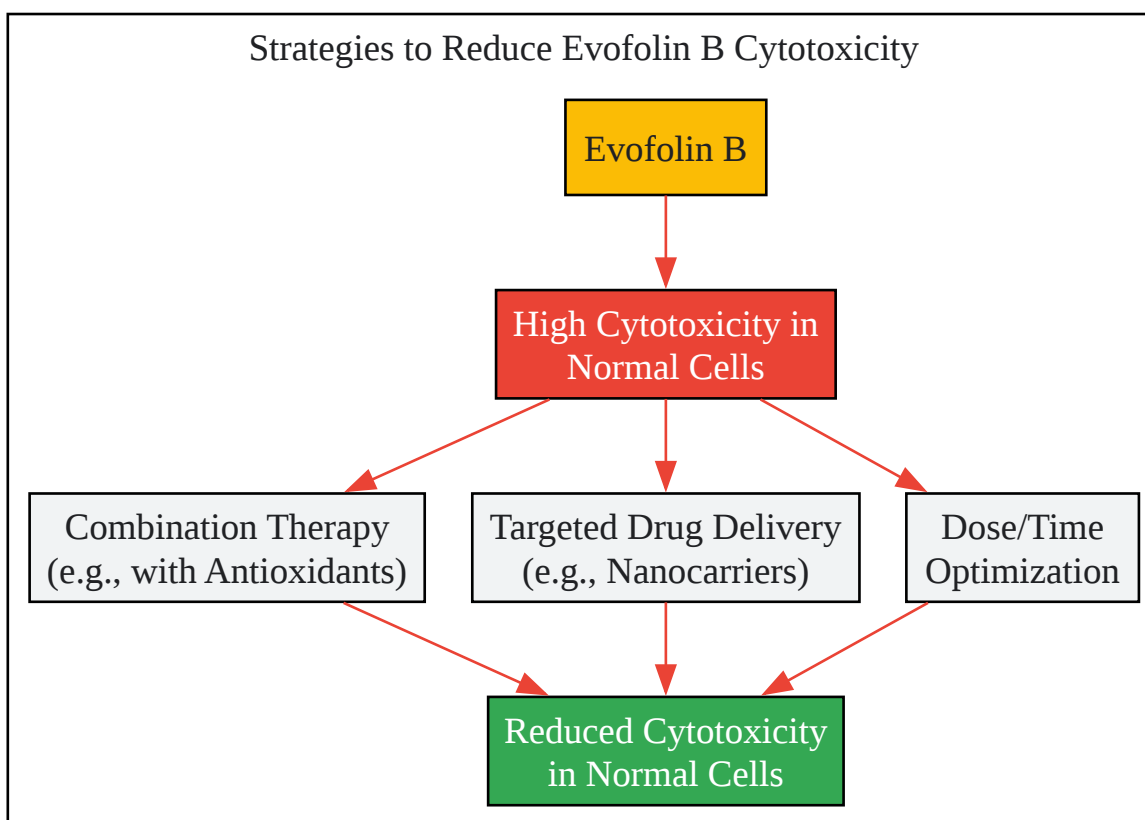 Strategies to Reduce Evofolin B Cytotoxicity
Evofolin B
High Cytotoxicity in
Normal Cells
Combination Therapy
(e.g., with Antioxidants)
Targeted Drug Delivery
(e.g., Nanocarriers)
Dose/Time
Optimization
Reduced Cytotoxicity
in Normal Cells